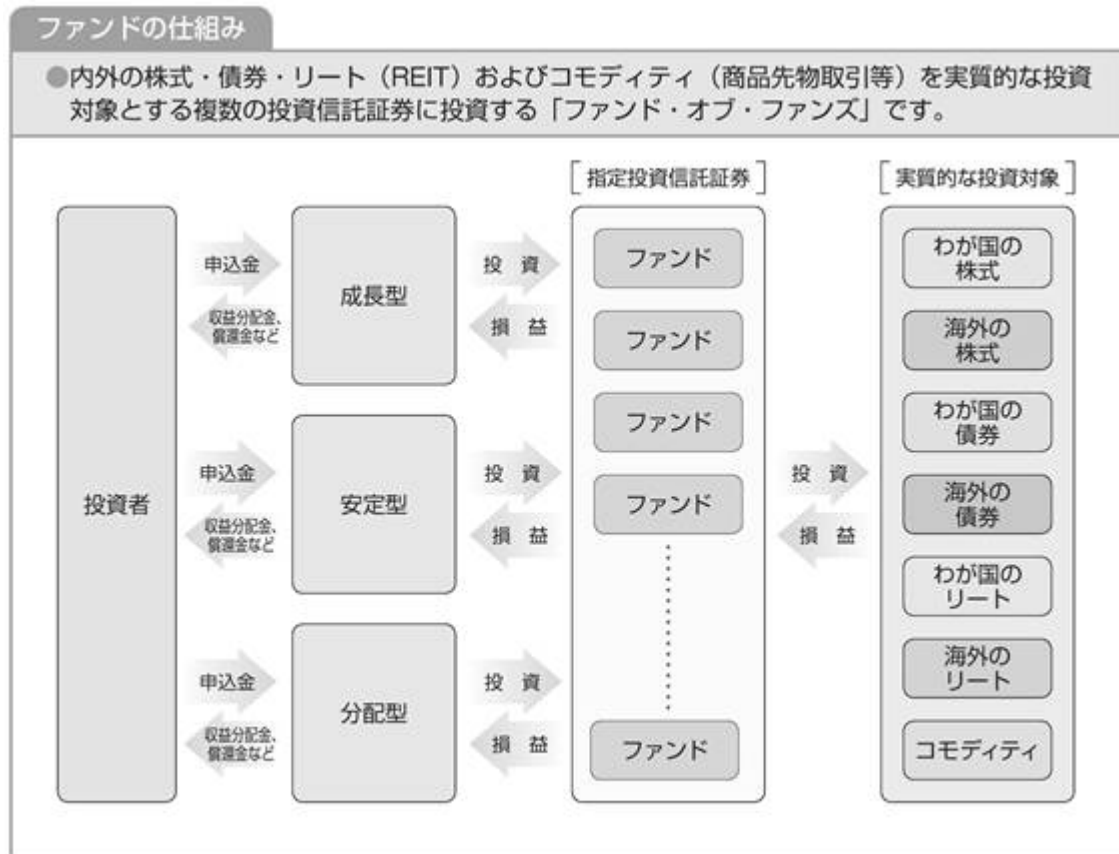 ファンドの仕組み
●内外の株式・債券・リート（REIT）およびコモディティ（商品先物取引等）を実質的な投資
対象とする複数の投資信託証券に投資する「ファンド・オブ・ファンズ」です。
［指定投資信託証券］
［実質的な投資対象］
投資者
申込金
収益分配金、
償還金など
成長型
投 資
損 益
申込金
収益分配金、
償還金など
安定型
投 資
損 益
申込金
収益分配金、
償還金など
分配型
投 資
損 益
ファンド
ファンド
ファンド
ファンド
ファンド
投 資
損 益
わが国の
株式
海外の
株式
わが国の
債券
海外の
債券
わが国の
リート
海外の
リート
コモディティ